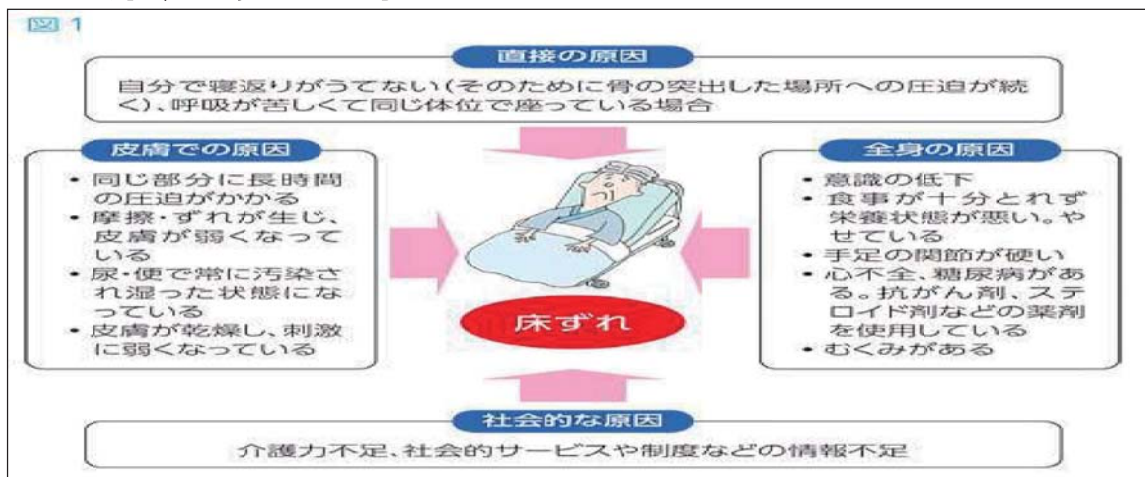 図1
直接の原因
自分で寝返りがうてない(そのために骨の突出した場所への圧迫が続
く)、呼吸が苦しくて同じ体位で座っている場合
皮膚での原因
• 同じ部分に長時間
の圧迫がかかる
• 摩擦・ずれが生じ、
皮膚が弱くなって
いる
• 尿・便で常に汚染さ
れ湿った状態にな
っている
• 皮膚が乾燥し、刺激
に弱くなっている
全身の原因
• 意識の低下
• 食事が十分とれず
栄養状態が悪い。や
せている
• 手足の関節が硬い
• 心不全、糖尿病があ
る。抗がん剤、ステ
ロイド剤などの薬剤
を使用している
• むくみがある
床ずれ
社会的な原因
介護力不足、社会的サービスや制度などの情報不足